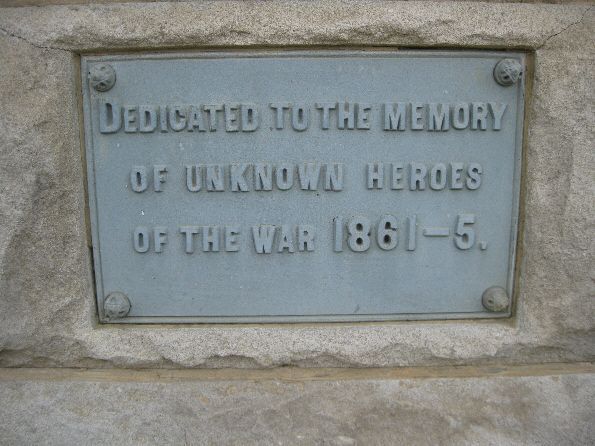 DEDICATED TO THE MEMORY
OF UNKNOWN HEROES
OF THE WAR 1861-5.